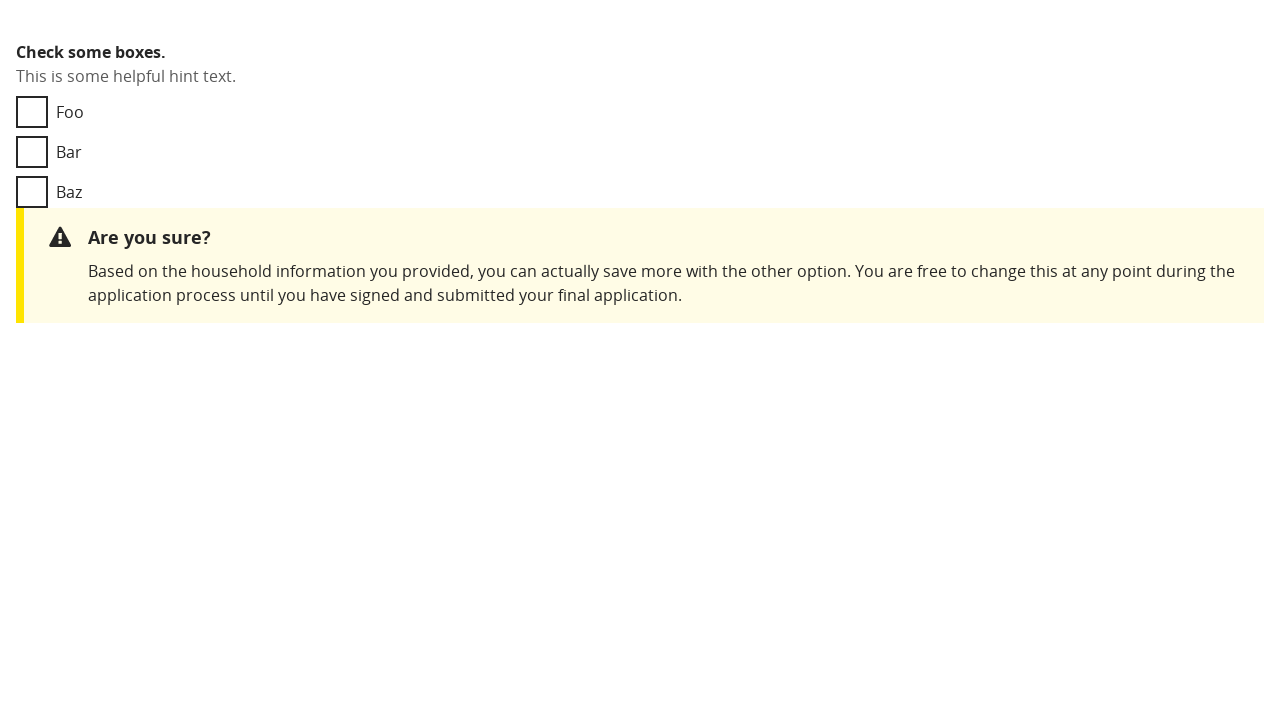 Check some boxes.
This is some helpful hint text.
Foo
Bar
Baz
Are you sure?
Based on the household information you provided, you can actually save more with the other option. You are free to change this at any point during the
application process until you have signed and submitted your final application.